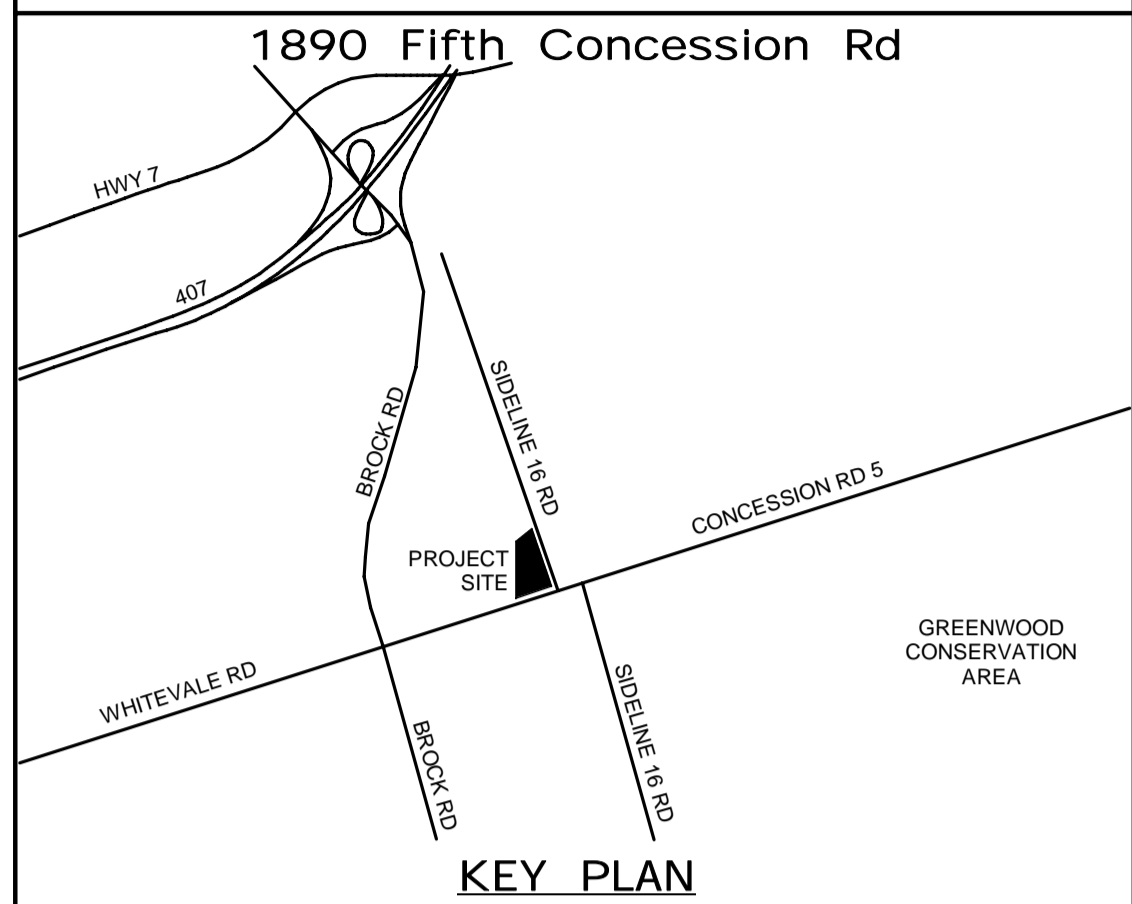 1890 Fifth Concession Rd
HWY 7
407
BROCK RD
SIDELINE 16 RD
CONCESSION RD 5
PROJECT
SITE
GREENWOOD
CONSERVATION
AREA
WHITEVALE RD
BROCK RD
SIDELINE 16 RD
KEY PLAN